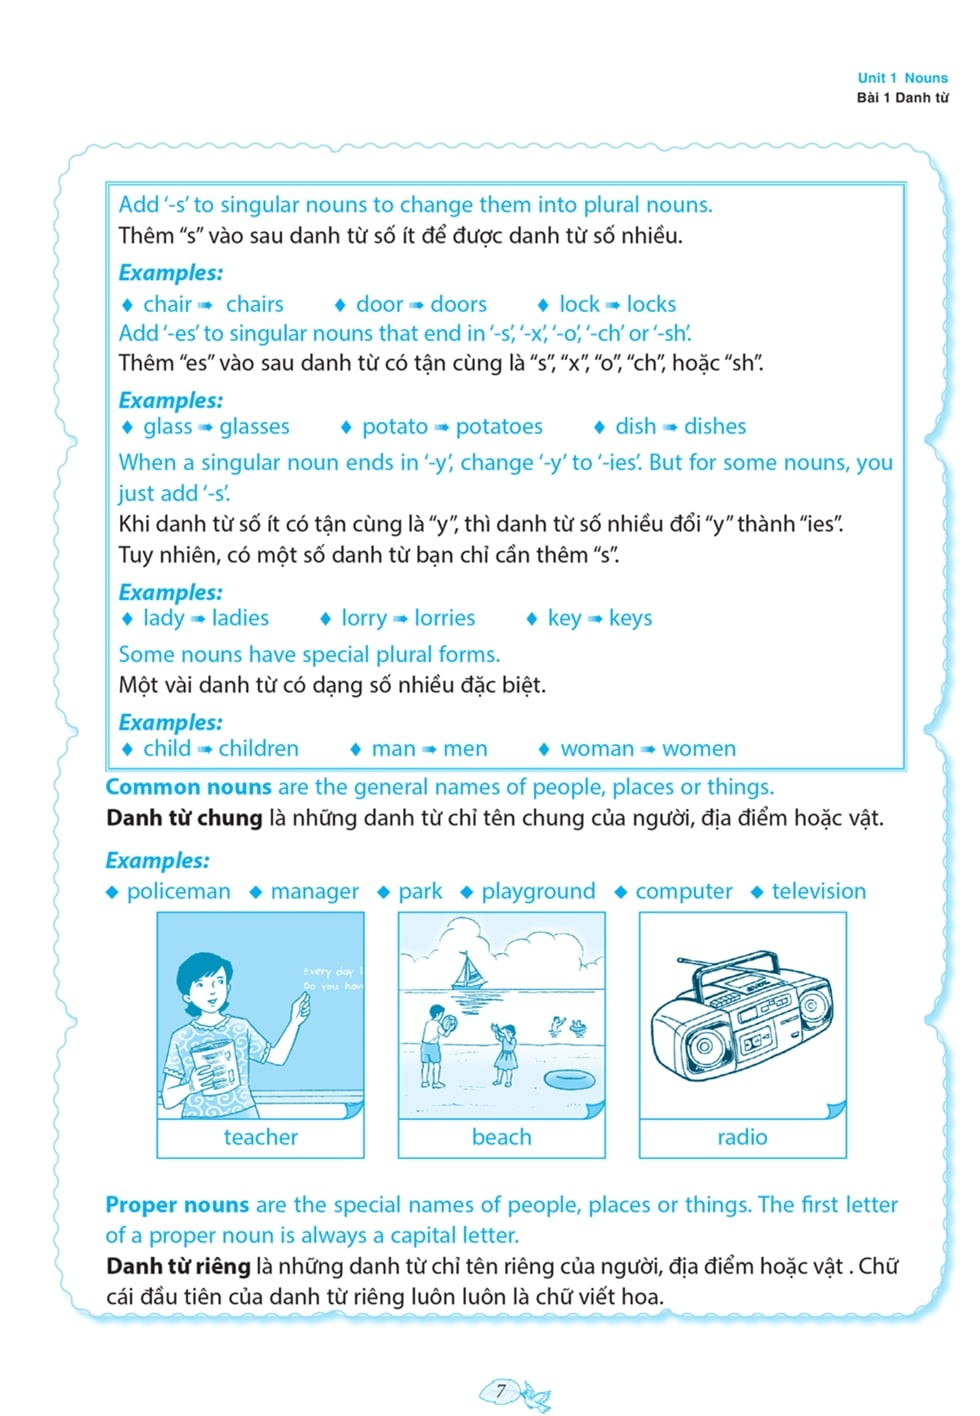 Unit 1 Nouns
Bài 1 Danh từ
Add ‘-s’ to singular nouns to change them into plural nouns.
Thêm “s” vào sau danh từ số ít để được danh từ số nhiều.
Examples:
♦ chair ➠ chairs ♦ door ➠ doors ♦ lock ➠ locks
Add ‘-es’ to singular nouns that end in ‘-s’, ‘-x’, ‘-o’, ‘-ch’ or ‘-sh’.
Thêm “es” vào sau danh từ có tận cùng là “s”, “x”, “o”, “ch”, hoặc “sh”.
Examples:
♦ glass ➠ glasses ♦ potato ➠ potatoes ♦ dish ➠ dishes
When a singular noun ends in ‘-y’, change ‘-y’ to ‘-ies’. But for some nouns, you
just add ‘-s’.
Khi danh từ số ít có tận cùng là “y”, thì danh từ số nhiều đổi “y” thành “ies”.
Tuy nhiên, có một số danh từ bạn chỉ cần thêm “s”.
Examples:
♦ lady ➠ ladies ♦ lorry ➠ lorries ♦ key ➠ keys
Some nouns have special plural forms.
Một vài danh từ có dạng số nhiều đặc biệt.
Examples:
♦ child ➠ children ♦ man ➠ men ♦ woman ➠ women
Common nouns are the general names of people, places or things.
Danh từ chung là những danh từ chỉ tên chung của người, địa điểm hoặc vật.
Examples:
◆ policeman ◆ manager ◆ park ◆ playground ◆ computer ◆ television
Every day
Do you have
teacher beach radio
Proper nouns are the special names of people, places or things. The first letter
of a proper noun is always a capital letter.
Danh từ riêng là những danh từ chỉ tên riêng của người, địa điểm hoặc vật . Chữ
cái đầu tiên của danh từ riêng luôn luôn là chữ viết hoa.
7